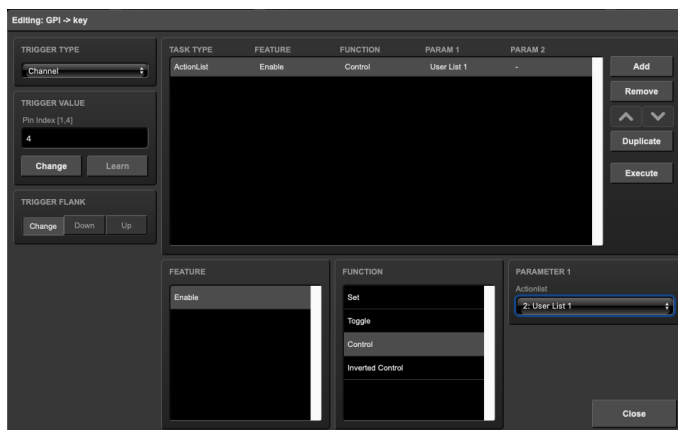 Editing: GPI -> key
TRIGGER TYPE
Channel
TRIGGER VALUE
Pin Index [1,4]
4
Change Learn
TRIGGER FLANK
Change Down Up
TASK TYPE FEATURE FUNCTION PARAM 1 PARAM 2
ActionList Enable Control User List 1 -
Add
Remove
Duplicate
Execute
FEATURE
Enable
FUNCTION
Set
Toggle
Control
Inverted Control
PARAMETER 1
Actionlist
2: User List 1
Close